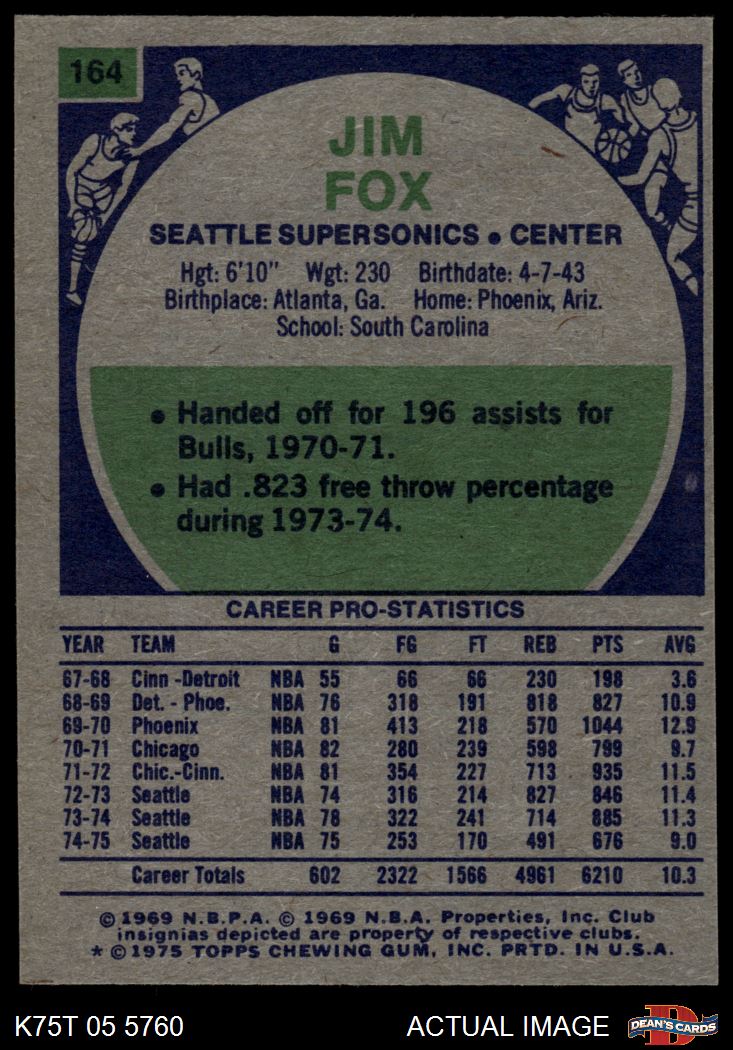 164
JIM
FOX
SEATTLE SUPERSONICS • CENTER
Hgt: 6'10" Wgt: 230 Birthdate: 4-7-43
Birthplace: Atlanta, Ga. Home: Phoenix, Ariz.
School: South Carolina
• Handed off for 196 assists for
Bulls, 1970-71.
• Had .823 free throw percentage
during 1973-74.
CAREER PRO-STATISTICS
YEAR TEAM G FG FT REB PTS AVG
67-68 Cinn -Detroit NBA 55 66 66 230 198 3.6
68-69 Det. - Phoe. NBA 76 318 191 818 827 10.9
69-70 Phoenix NBA 81 413 218 570 1044 12.9
70-71 Chicago NBA 82 280 239 598 799 9.7
71-72 Chic.-Cinn. NBA 81 354 227 713 935 11.5
72-73 Seattle NBA 74 316 214 827 846 11.4
73-74 Seattle NBA 78 322 241 714 885 11.3
74-75 Seattle NBA 75 253 170 491 676 9.0
Career Totals 602 2322 1566 4961 6210 10.3
© 1969 N.B.P.A. © 1969 N.B.A. Properties, Inc. Club
insignias depicted are property of respective clubs.
* © 1975 TOPPS CHEWING GUM, INC. PRTD. IN U.S.A.
K75T 05 5760 ACTUAL IMAGE DEAN'S CARDS